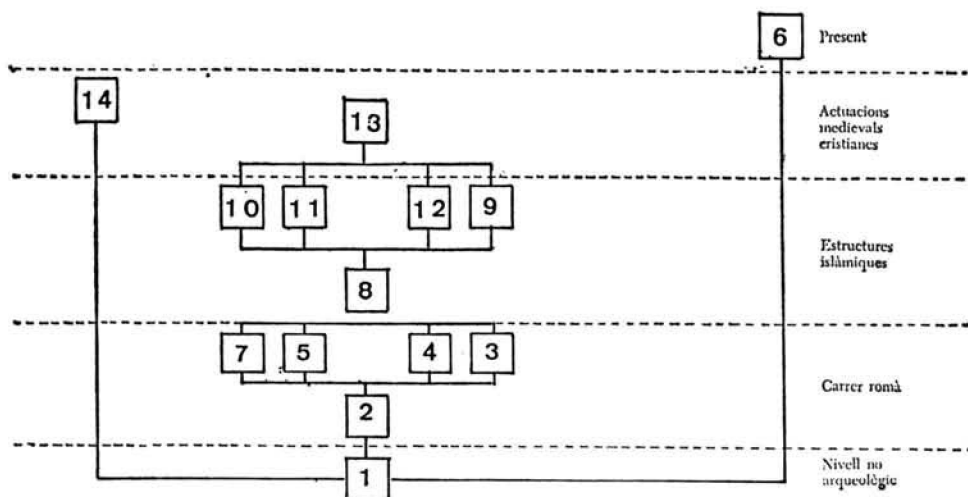 6
Present
14
13
Actuacions
medievals
cristianes
10 11 12 9
Estructures
islàmiques
8
7 5 4 3
Carrer romà
2
Nivell no
arqueològic
1